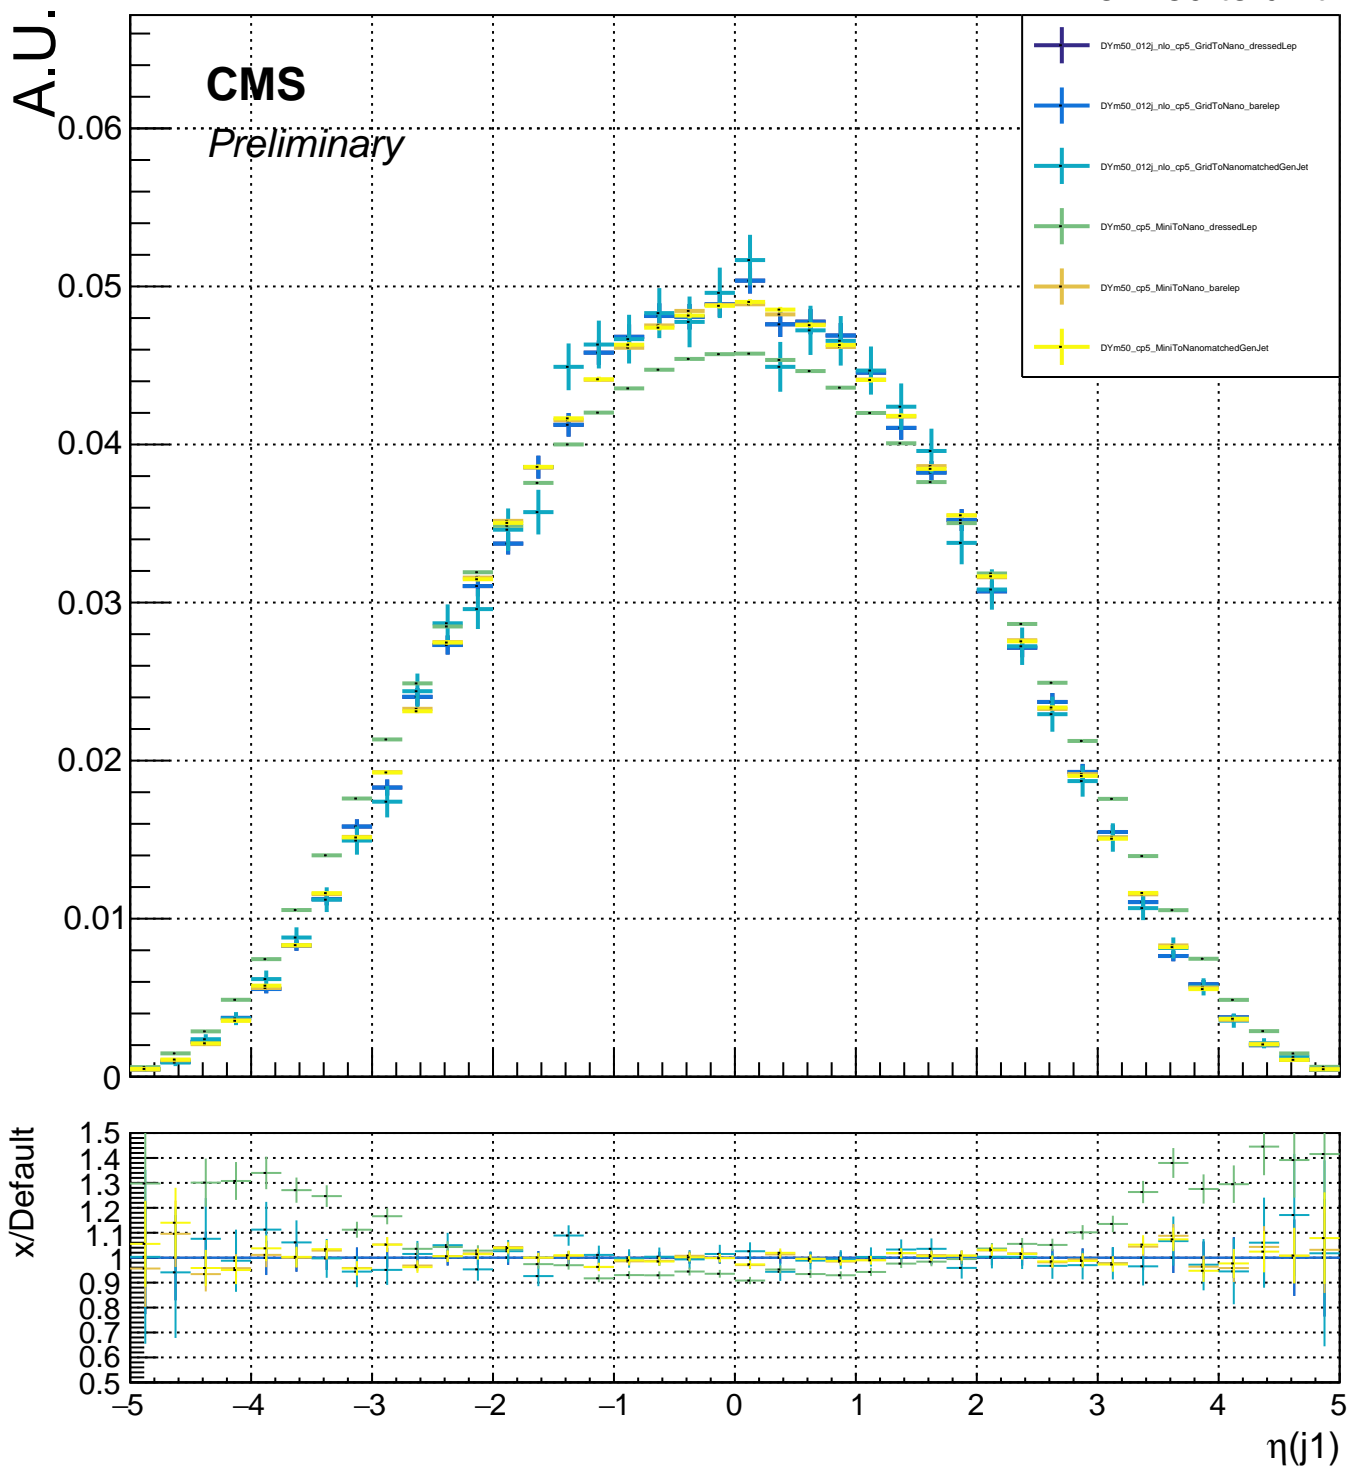 A.U.
CMS
Preliminary
DYm50_012j_nlo_cp5_GridToNano_dressedLep
DYm50_012j_nlo_cp5_GridToNano_barelep
DYm50_012j_nlo_cp5_GridToNanomatchedGenJet
DYm50_cp5_MiniToNano_dressedLep
DYm50_cp5_MiniToNano_barelep
DYm50_cp5_MiniToNanomatchedGenJet
0.06
0.05
0.04
0.03
0.02
0.01
0
x/Default
1.5
1.4
1.3
1.2
1.1
1
0.9
0.8
0.7
0.6
0.5
−5 −4 −3 −2 −1 0 1 2 3 4 5
η(j1)